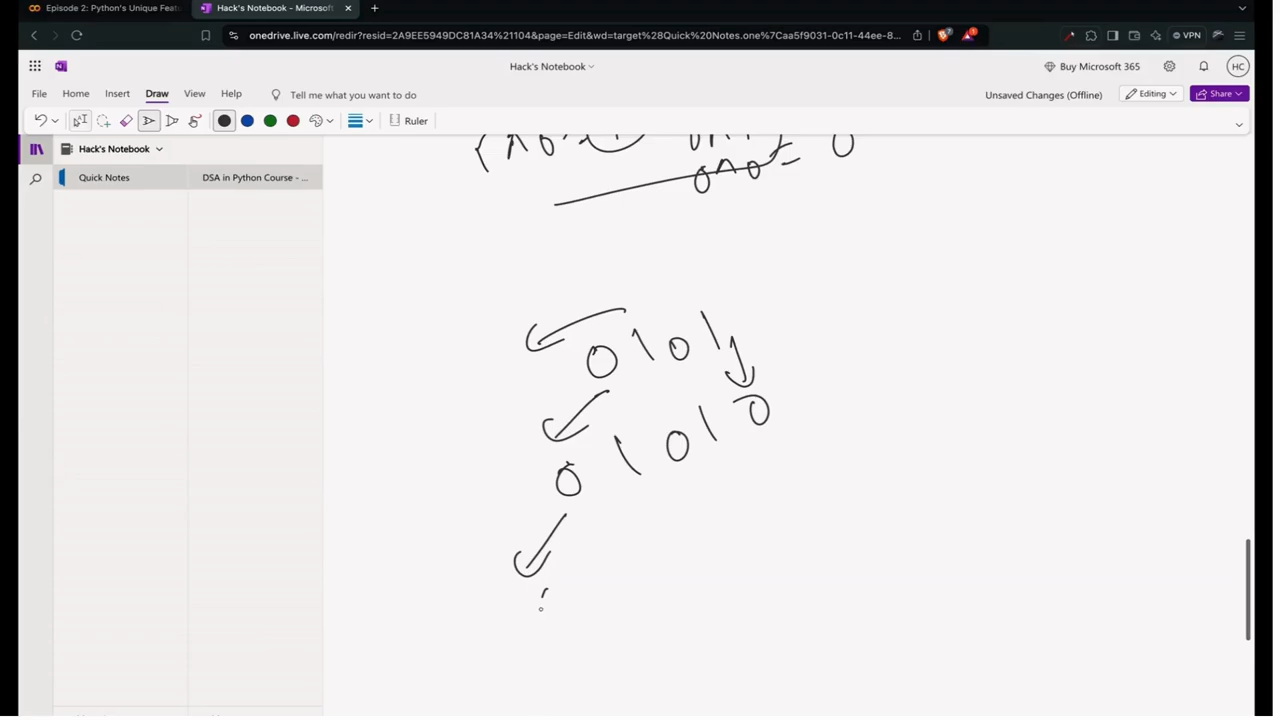 Episode 2: Python's Unique Featu
Hack's Notebook - Microsoft
onedrive.live.com/redir?resid=2A9EE5949DC81A34%21104&page=Edit&wd=target%28Quick%20Notes.one%7Caa5f9031-0c11-44ee-8...
VPN
Hack's Notebook
Buy Microsoft 365
HC
File Home Insert Draw View Help Tell me what you want to do
Unsaved Changes (Offline)
Editing
Share
Ruler
Hack's Notebook
Quick Notes
DSA in Python Course - ...
0^0 = 0
0 1 0 1
0 1 0 1 0